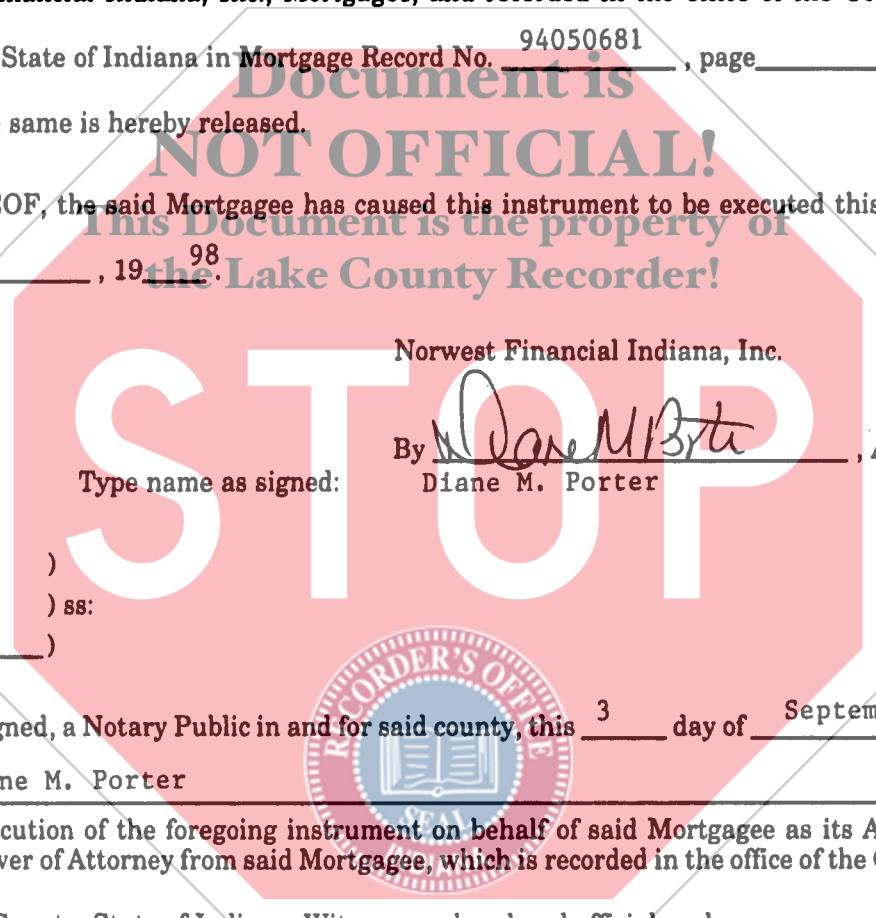 State of Indiana in Mortgage Record No. 94050681 , page
Document is
same is hereby released.
NOT OFFICIAL!
OF, the said Mortgagee has caused this instrument to be executed this
This Document is the property of
, 19 98.
the Lake County Recorder!
Norwest Financial Indiana, Inc.
STOP
By Diane M Porter ,
Type name as signed: Diane M. Porter
)
) ss:
)
RECORDER'S OFFICE
gned, a Notary Public in and for said county, this 3 day of Septem
ne M. Porter
SEAL
INDIANA
cution of the foregoing instrument on behalf of said Mortgagee as its A
ver of Attorney from said Mortgagee, which is recorded in the office of the